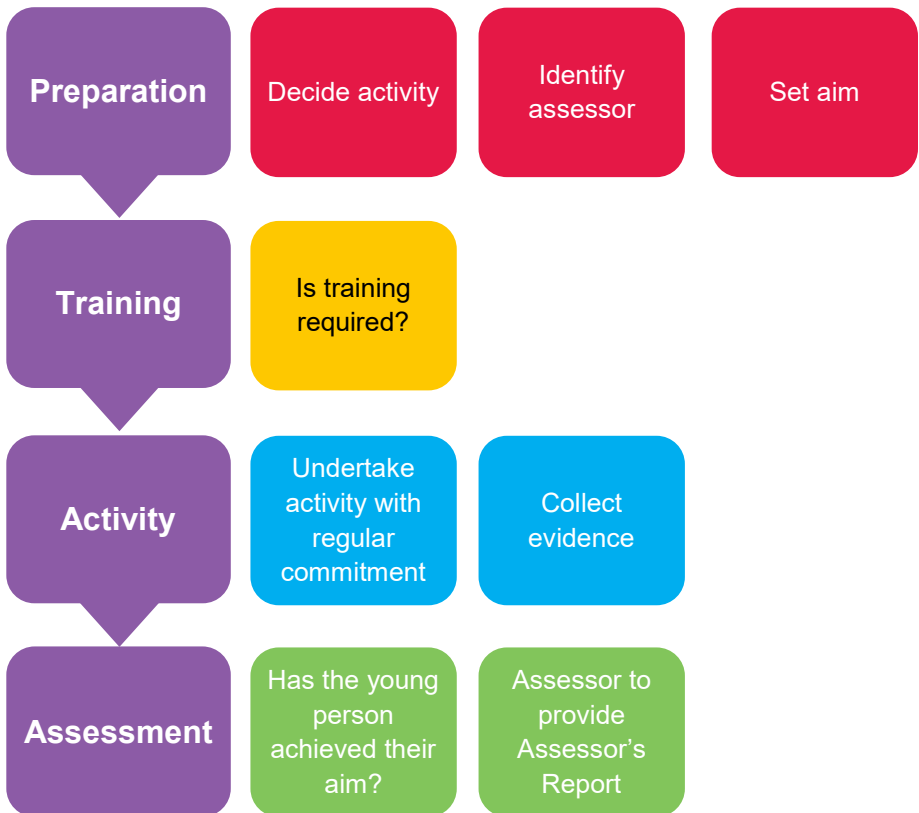 Preparation
Decide activity
Identify
assessor
Set aim
Training
Is training
required?
Activity
Undertake
activity with
regular
commitment
Collect
evidence
Assessment
Has the young
person
achieved their
aim?
Assessor to
provide
Assessor’s
Report